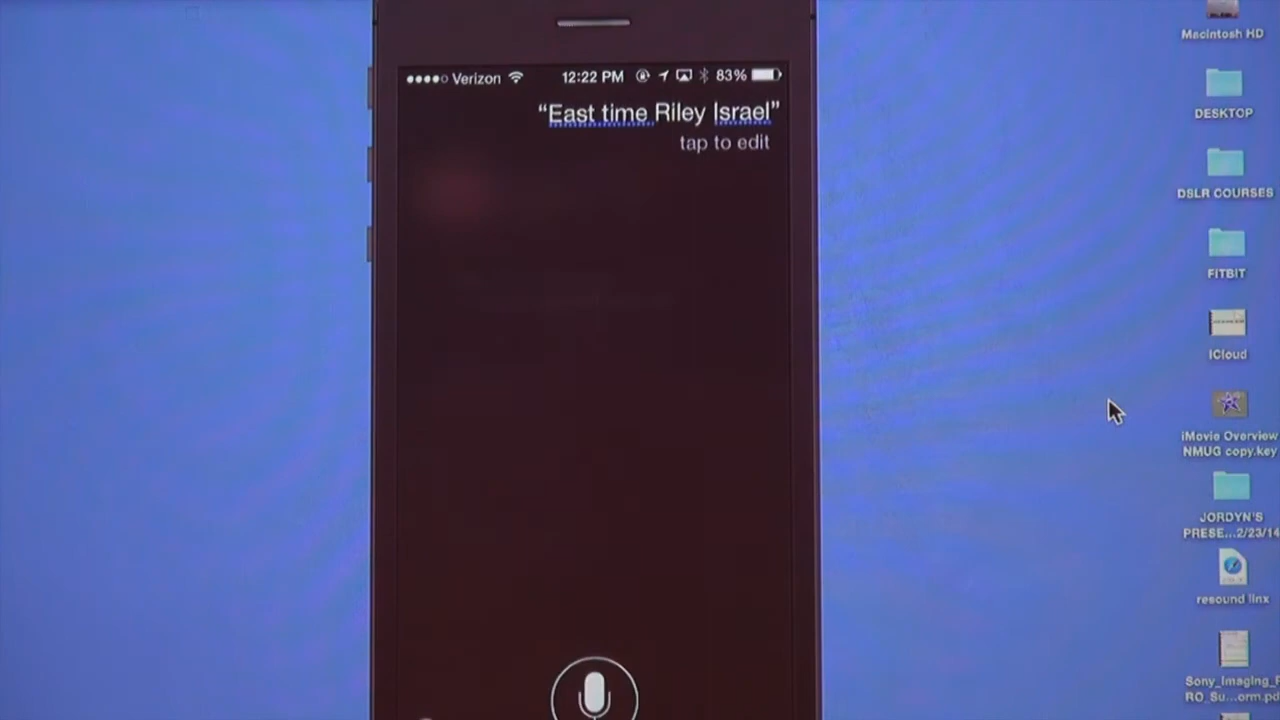 Verizon 12:22 PM 83%
“East time Riley Israel”
tap to edit
Macintosh HD
DESKTOP
DSLR COURSES
FITBIT
iCloud
iMovie Overview
NMUG copy.key
JORDYN'S
PRESE...2/23/14
resound linx
Sony_Imaging_P
RO_Su...orm.pd